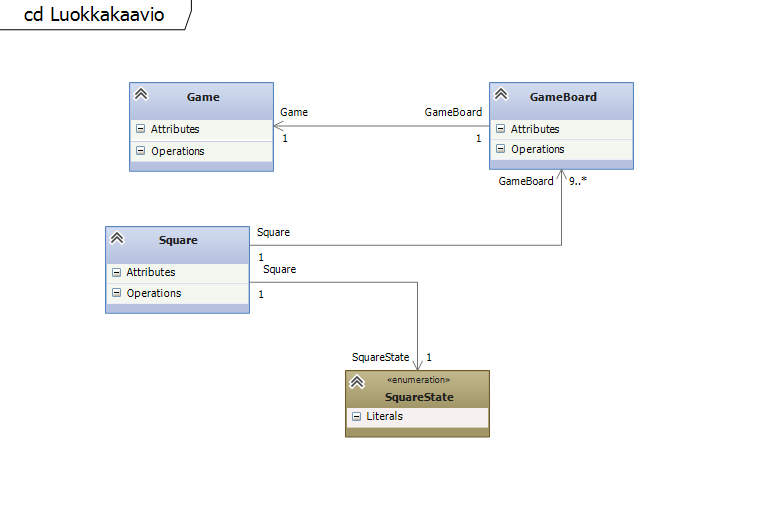 cd Luokkakaavio
Game
Attributes
Operations
Game
1
GameBoard
1
GameBoard
Attributes
Operations
GameBoard
9..*
Square
Attributes
Operations
Square
1
Square
1
SquareState
1
«enumeration»
SquareState
Literals